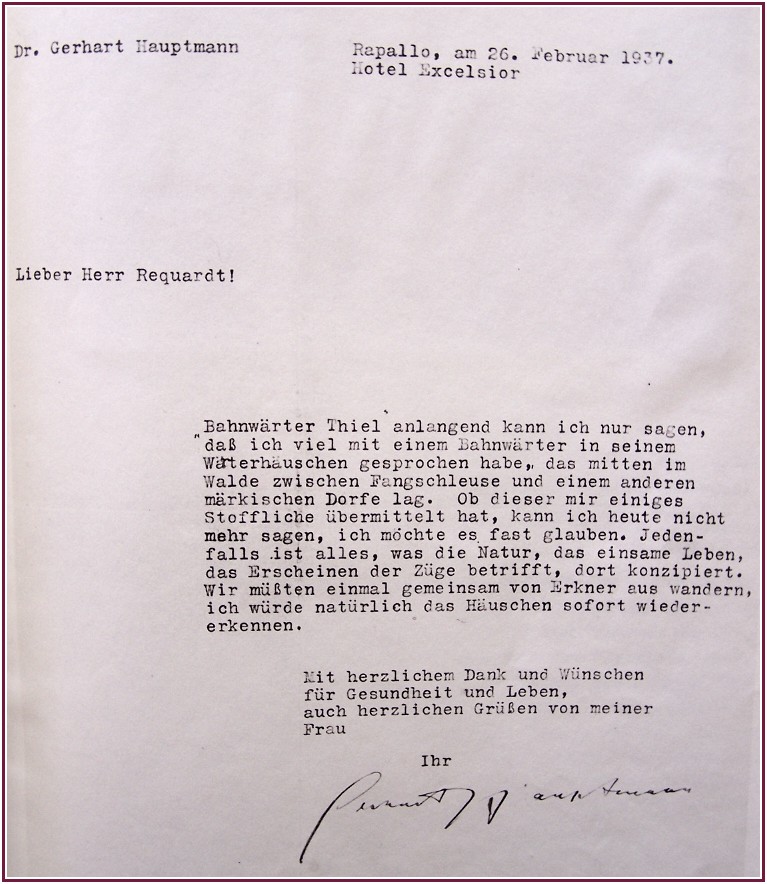 Dr. Gerhart Hauptmann
Rapallo, am 26. Februar 1937.
Hotel Excelsior
Lieber Herr Requardt!
„Bahnwärter Thiel anlangend kann ich nur sagen,
daß ich viel mit einem Bahnwärter in seinem
Wärterhäuschen gesprochen habe, das mitten im
Walde zwischen Fangschleuse und einem anderen
märkischen Dorfe lag. Ob dieser mir einiges
Stoffliche übermittelt hat, kann ich heute nicht
mehr sagen, ich möchte es fast glauben. Jeden-
falls ist alles, was die Natur, das einsame Leben,
das Erscheinen der Züge betrifft, dort konzipiert.
Wir müßten einmal gemeinsam von Erkner aus wandern,
ich würde natürlich das Häuschen sofort wieder-
erkennen.
Mit herzlichem Dank und Wünschen
für Gesundheit und Leben,
auch herzlichen Grüßen von meiner
Frau
Ihr
Gerhart Hauptmann